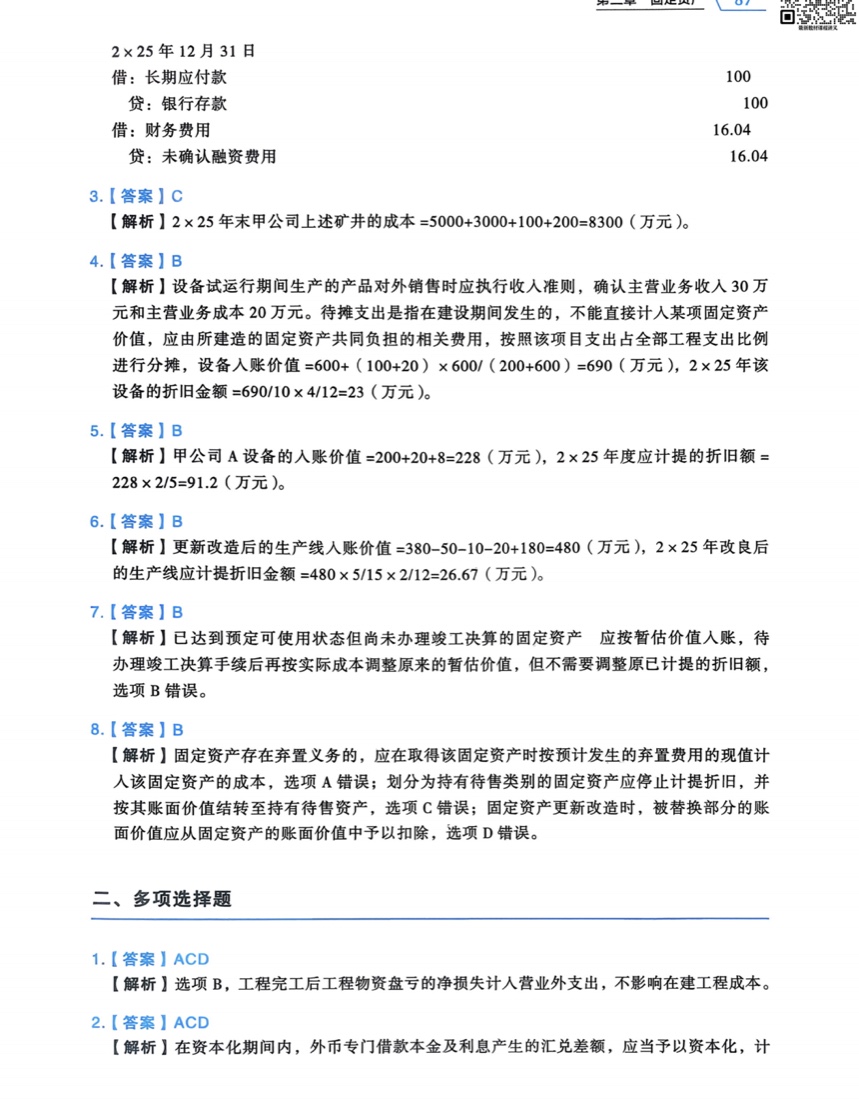 第二章 固定资产 87
2×25 年 12 月 31 日
借：长期应付款 100
贷：银行存款 100
借：财务费用 16.04
贷：未确认融资费用 16.04
3.【答案】C
【解析】2×25 年末甲公司上述矿井的成本 =5000+3000+100+200=8300（万元）。
4.【答案】B
【解析】设备试运行期间生产的产品对外销售时应执行收入准则，确认主营业务收入 30 万
元和主营业务成本 20 万元。待摊支出是指在建设期间发生的，不能直接计入某项固定资产
价值，应由所建造的固定资产共同负担的相关费用，按照该项目支出占全部工程支出比例
进行分摊，设备入账价值 =600+（100+20）×600/（200+600）=690（万元），2×25 年该
设备的折旧金额 =690/10×4/12=23（万元）。
5.【答案】B
【解析】甲公司 A 设备的入账价值 =200+20+8=228（万元），2×25 年度应计提的折旧额 =
228×2/5=91.2（万元）。
6.【答案】B
【解析】更新改造后的生产线入账价值 =380-50-10-20+180=480（万元），2×25 年改良后
的生产线应计提折旧金额 =480×5/15×2/12=26.67（万元）。
7.【答案】B
【解析】已达到预定可使用状态但尚未办理竣工决算的固定资产 应按暂估价值入账，待
办理竣工决算手续后再按实际成本调整原来的暂估价值，但不需要调整原已计提的折旧额，
选项 B 错误。
8.【答案】B
【解析】固定资产存在弃置义务的，应在取得该固定资产时按预计发生的弃置费用的现值计
入该固定资产的成本，选项 A 错误；划分为持有待售类别的固定资产应停止计提折旧，并
按其账面价值结转至持有待售资产，选项 C 错误；固定资产更新改造时，被替换部分的账
面价值应从固定资产的账面价值中予以扣除，选项 D 错误。
二、多项选择题
1.【答案】ACD
【解析】选项 B，工程完工后工程物资盘亏的净损失计入营业外支出，不影响在建工程成本。
2.【答案】ACD
【解析】在资本化期间内，外币专门借款本金及利息产生的汇兑差额，应当予以资本化，计